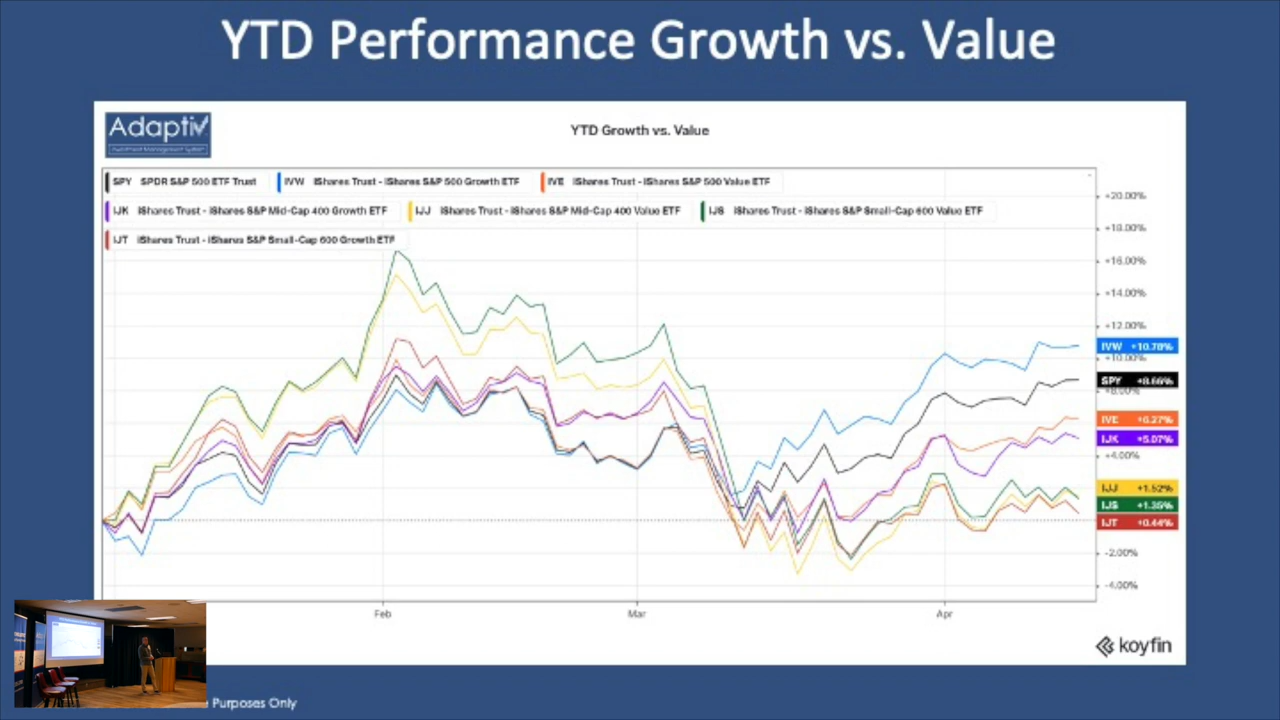 YTD Performance Growth vs. Value
Adaptiv
Investment Management System
YTD Growth vs. Value
SPY SPDR S&P 500 ETF Trust IVW iShares Trust - iShares S&P 500 Growth ETF IVE iShares Trust - iShares S&P 500 Value ETF
IJK iShares Trust - iShares S&P Mid-Cap 400 Growth ETF IJJ iShares Trust - iShares S&P Mid-Cap 400 Value ETF IJS iShares Trust - iShares S&P Small-Cap 600 Value ETF
IJT iShares Trust - iShares S&P Small-Cap 600 Growth ETF
+20.00%
+18.00%
+16.00%
+14.00%
+12.00%
IVW +10.78%
+10.00%
SPY +8.66%
+8.00%
IVE +6.27%
IJK +5.07%
+4.00%
IJJ +1.52%
IJS +1.35%
IJT +0.44%
-2.00%
-4.00%
Feb Mar Apr
koyfin
Purposes Only